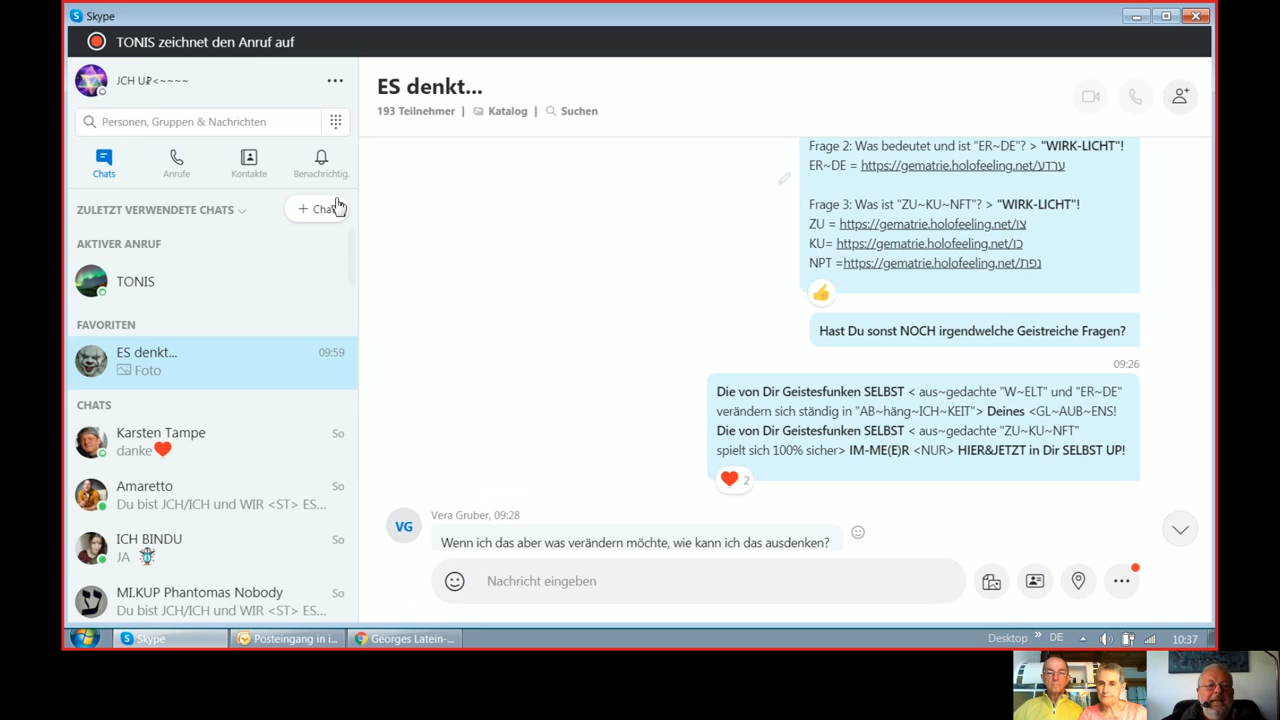 Skype
TONIS zeichnet den Anruf auf
JCH UP<~~~~
Personen, Gruppen & Nachrichten
Chats
Anrufe
Kontakte
Benachrichtig.
ZULETZT VERWENDETE CHATS
+ Chat
AKTIVER ANRUF
TONIS
FAVORITEN
ES denkt... 09:59
Foto
CHATS
Karsten Tampe So
danke
Amaretto So
Du bist JCH/ICH und WIR <ST> ES...
ICH BINDU So
JA
MI.KUP Phantomas Nobody So
Du bist JCH/ICH und WIR <ST> ES...
ES denkt...
193 Teilnehmer | Katalog | Suchen
Frage 2: Was bedeutet und ist "ER~DE"? > "WIRK-LICHT"!
ER~DE = https://gematrie.holofeeling.net/ערדע
Frage 3: Was ist "ZU~KU~NFT"? > "WIRK-LICHT"!
ZU = https://gematrie.holofeeling.net/צו
KU= https://gematrie.holofeeling.net/כו
NPT =https://gematrie.holofeeling.net/נפת
Hast Du sonst NOCH irgendwelche Geistreiche Fragen?
09:26
Die von Dir Geistesfunken SELBST < aus~gedachte "W~ELT" und "ER~DE"
verändern sich ständig in "AB~häng~ICH~KEIT"> Deines <GL~AUB~ENS!
Die von Dir Geistesfunken SELBST < aus~gedachte "ZU~KU~NFT"
spielt sich 100% sicher> IM-ME(E)R <NUR> HIER&JETZT in Dir SELBST UP!
2
VG
Vera Gruber, 09:28
Wenn ich das aber was verändern möchte, wie kann ich das ausdenken?
Nachricht eingeben
Skype
Posteingang in i...
Georges Latein-...
Desktop » DE 10:37